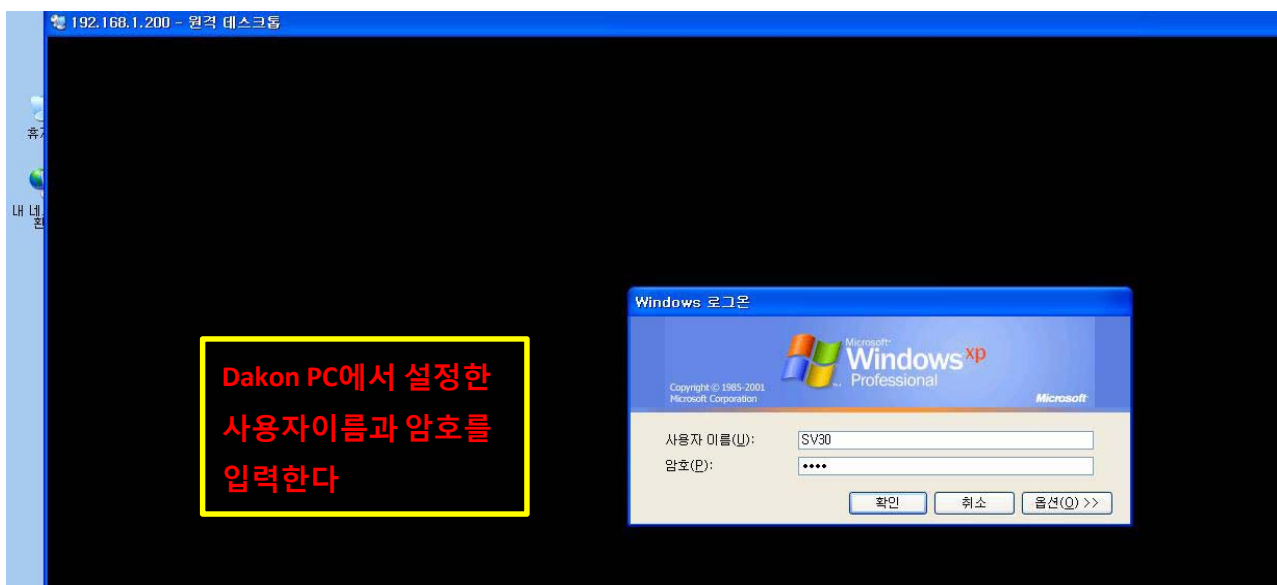 192.168.1.200 - 원격 데스크톱
내 네
Windows 로그온
Microsoft
Windows xp
Professional
Copyright © 1985-2001
Microsoft Corporation
Microsoft
Dakon PC에서 설정한
사용자이름과 암호를
입력한다
사용자 이름(U):
SV30
암호(P):
••••
확인
취소
옵션(O) >>